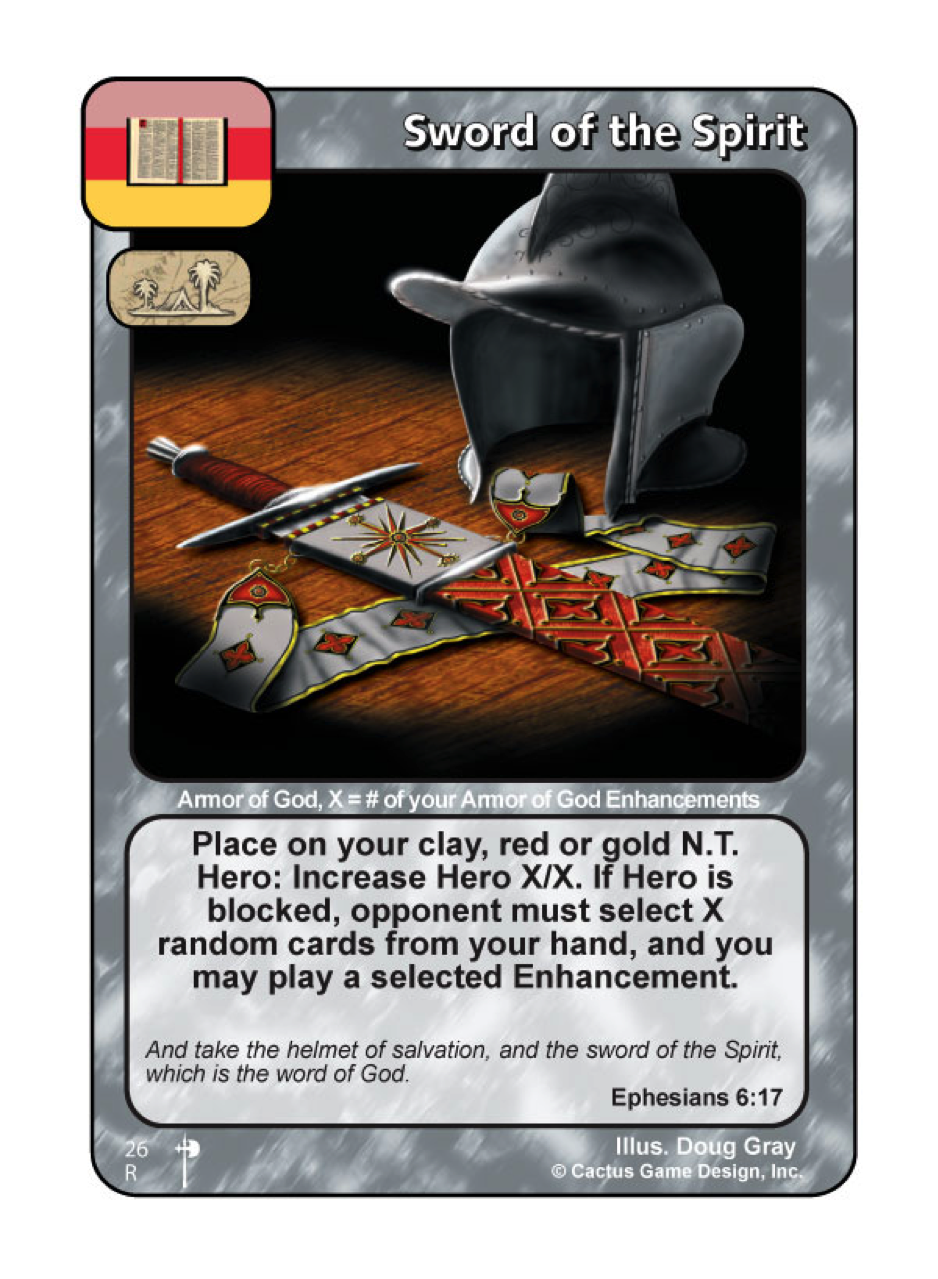 Sword of the Spirit
Armor of God, X = # of your Armor of God Enhancements
Place on your clay, red or gold N.T.
Hero: Increase Hero X/X. If Hero is
blocked, opponent must select X
random cards from your hand, and you
may play a selected Enhancement.
And take the helmet of salvation, and the sword of the Spirit,
which is the word of God.
Ephesians 6:17
26
R
Illus. Doug Gray
© Cactus Game Design, Inc.